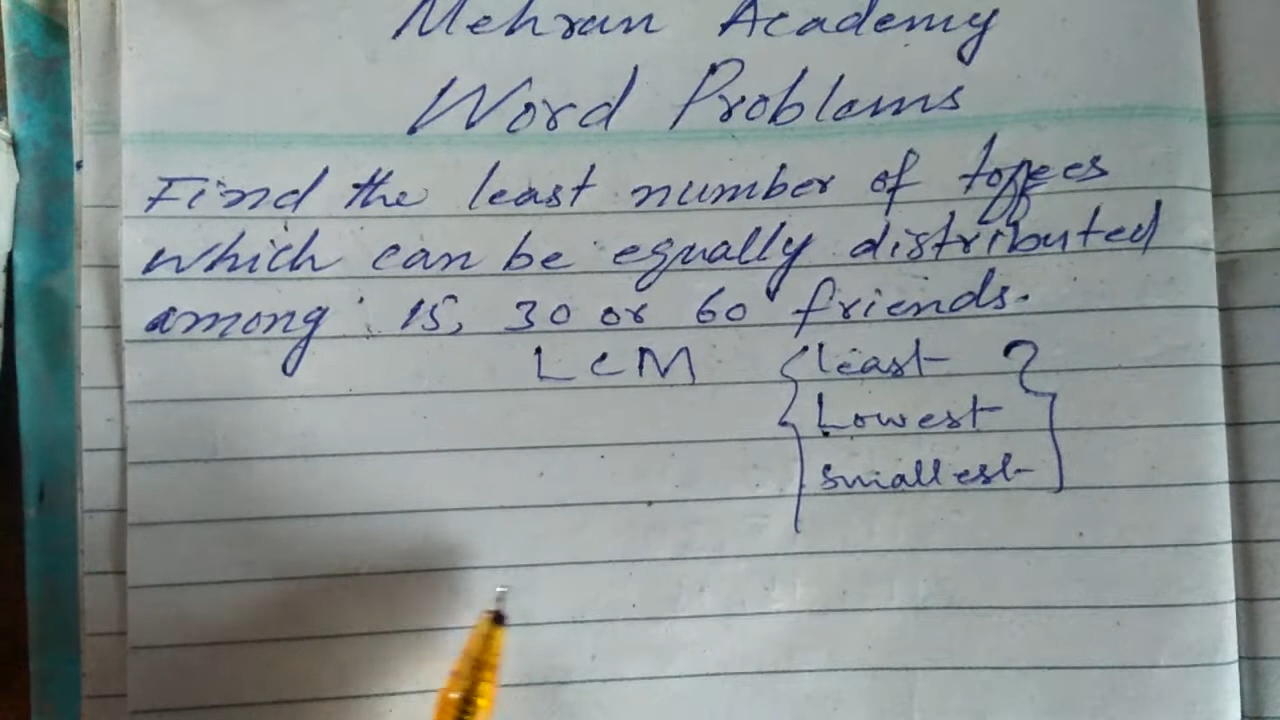 Mehran Academy
Word Problems
Find the least number of toffees
which can be equally distributed
among 15, 30 or 60 friends.
LCM { least }
Lowest
Smallest